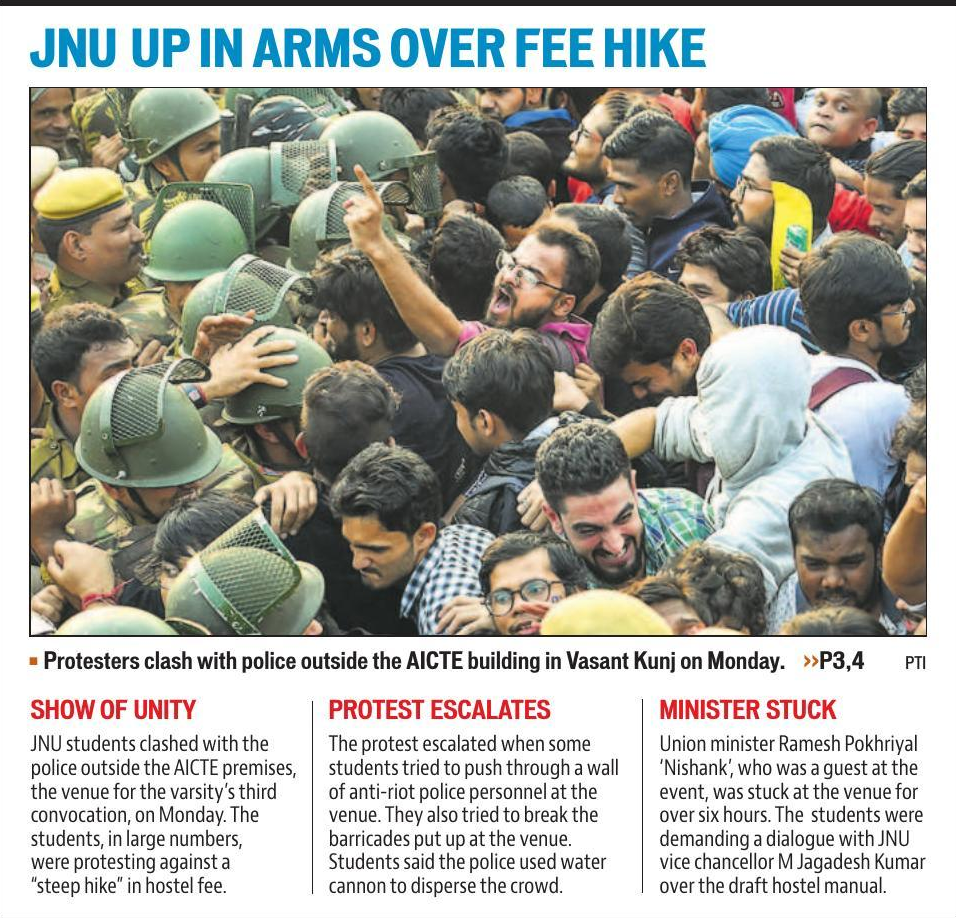 JNU UP IN ARMS OVER FEE HIKE
▪ Protesters clash with police outside the AICTE building in Vasant Kunj on Monday. >>P3,4 PTI
SHOW OF UNITY
JNU students clashed with the
police outside the AICTE premises,
the venue for the varsity's third
convocation, on Monday. The
students, in large numbers,
were protesting against a
“steep hike” in hostel fee.
PROTEST ESCALATES
The protest escalated when some
students tried to push through a wall
of anti-riot police personnel at the
venue. They also tried to break the
barricades put up at the venue.
Students said the police used water
cannon to disperse the crowd.
MINISTER STUCK
Union minister Ramesh Pokhriyal
‘Nishank’, who was a guest at the
event, was stuck at the venue for
over six hours. The students were
demanding a dialogue with JNU
vice chancellor M Jagadesh Kumar
over the draft hostel manual.